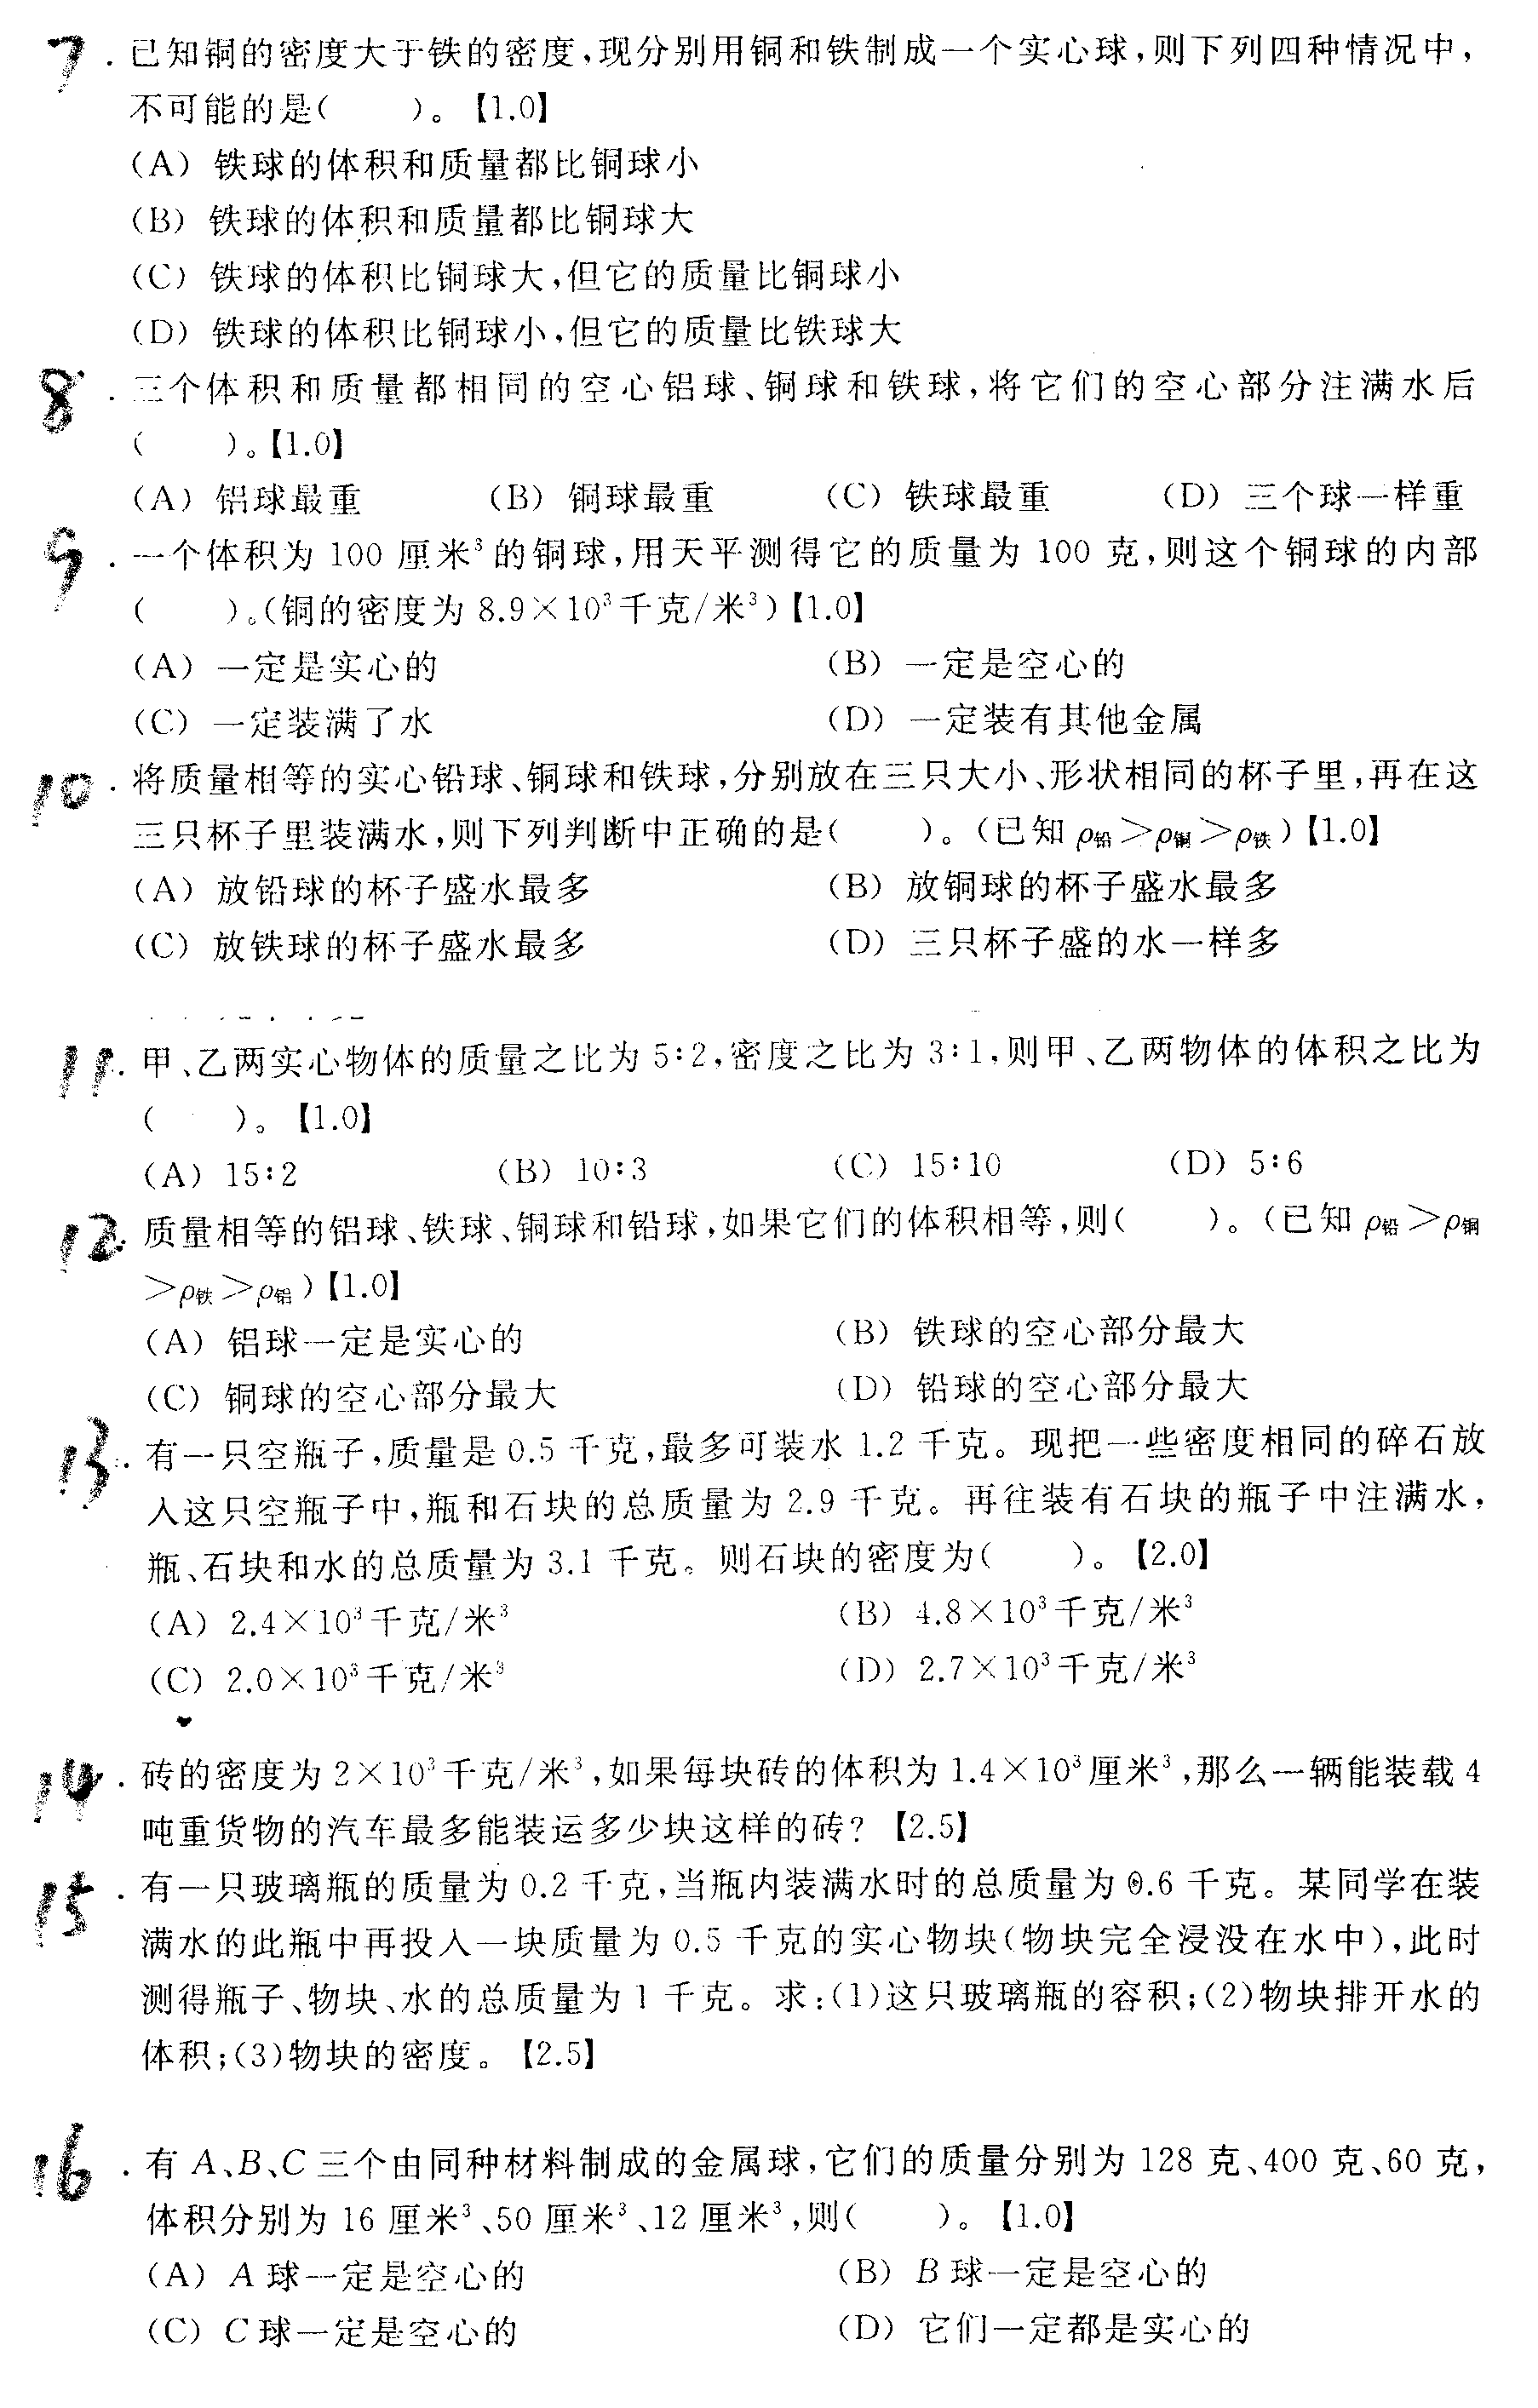 7．已知铜的密度大于铁的密度，现分别用铜和铁制成一个实心球，则下列四种情况中，
不可能的是(　　)。【1.0】
(A) 铁球的体积和质量都比铜球小
(B) 铁球的体积和质量都比铜球大
(C) 铁球的体积比铜球大，但它的质量比铜球小
(D) 铁球的体积比铜球小，但它的质量比铁球大
8．三个体积和质量都相同的空心铝球、铜球和铁球，将它们的空心部分注满水后
(　　)。【1.0】
(A) 铝球最重　(B) 铜球最重　(C) 铁球最重　(D) 三个球一样重
9．一个体积为 100 厘米³的铜球，用天平测得它的质量为 100 克，则这个铜球的内部
(　　)。(铜的密度为 8.9×10³千克/米³)【1.0】
(A) 一定是实心的　(B) 一定是空心的
(C) 一定装满了水　(D) 一定装有其他金属
10．将质量相等的实心铅球、铜球和铁球，分别放在三只大小、形状相同的杯子里，再在这
三只杯子里装满水，则下列判断中正确的是(　　)。(已知 ρ铅＞ρ铜＞ρ铁)【1.0】
(A) 放铅球的杯子盛水最多　(B) 放铜球的杯子盛水最多
(C) 放铁球的杯子盛水最多　(D) 三只杯子盛的水一样多
11．甲、乙两实心物体的质量之比为 5∶2，密度之比为 3∶1，则甲、乙两物体的体积之比为
(　　)。【1.0】
(A) 15∶2　(B) 10∶3　(C) 15∶10　(D) 5∶6
12．质量相等的铝球、铁球、铜球和铅球，如果它们的体积相等，则(　　)。(已知 ρ铅＞ρ铜
＞ρ铁＞ρ铝)【1.0】
(A) 铝球一定是实心的　(B) 铁球的空心部分最大
(C) 铜球的空心部分最大　(D) 铅球的空心部分最大
13．有一只空瓶子，质量是 0.5 千克，最多可装水 1.2 千克。现把一些密度相同的碎石放
入这只空瓶子中，瓶和石块的总质量为 2.9 千克。再往装有石块的瓶子中注满水，
瓶、石块和水的总质量为 3.1 千克。则石块的密度为(　　)。【2.0】
(A) 2.4×10³千克/米³　(B) 4.8×10³千克/米³
(C) 2.0×10³千克/米³　(D) 2.7×10³千克/米³
14．砖的密度为 2×10³千克/米³，如果每块砖的体积为 1.4×10³厘米³，那么一辆能装载 4
吨重货物的汽车最多能装运多少块这样的砖？【2.5】
15．有一只玻璃瓶的质量为 0.2 千克，当瓶内装满水时的总质量为 0.6 千克。某同学在装
满水的此瓶中再投入一块质量为 0.5 千克的实心物块(物块完全浸没在水中)，此时
测得瓶子、物块、水的总质量为 1 千克。求：(1)这只玻璃瓶的容积；(2)物块排开水的
体积；(3)物块的密度。【2.5】
16．有 A、B、C 三个由同种材料制成的金属球，它们的质量分别为 128 克、400 克、60 克，
体积分别为 16 厘米³、50 厘米³、12 厘米³，则(　　)。【1.0】
(A) A 球一定是空心的　(B) B 球一定是空心的
(C) C 球一定是空心的　(D) 它们一定都是实心的